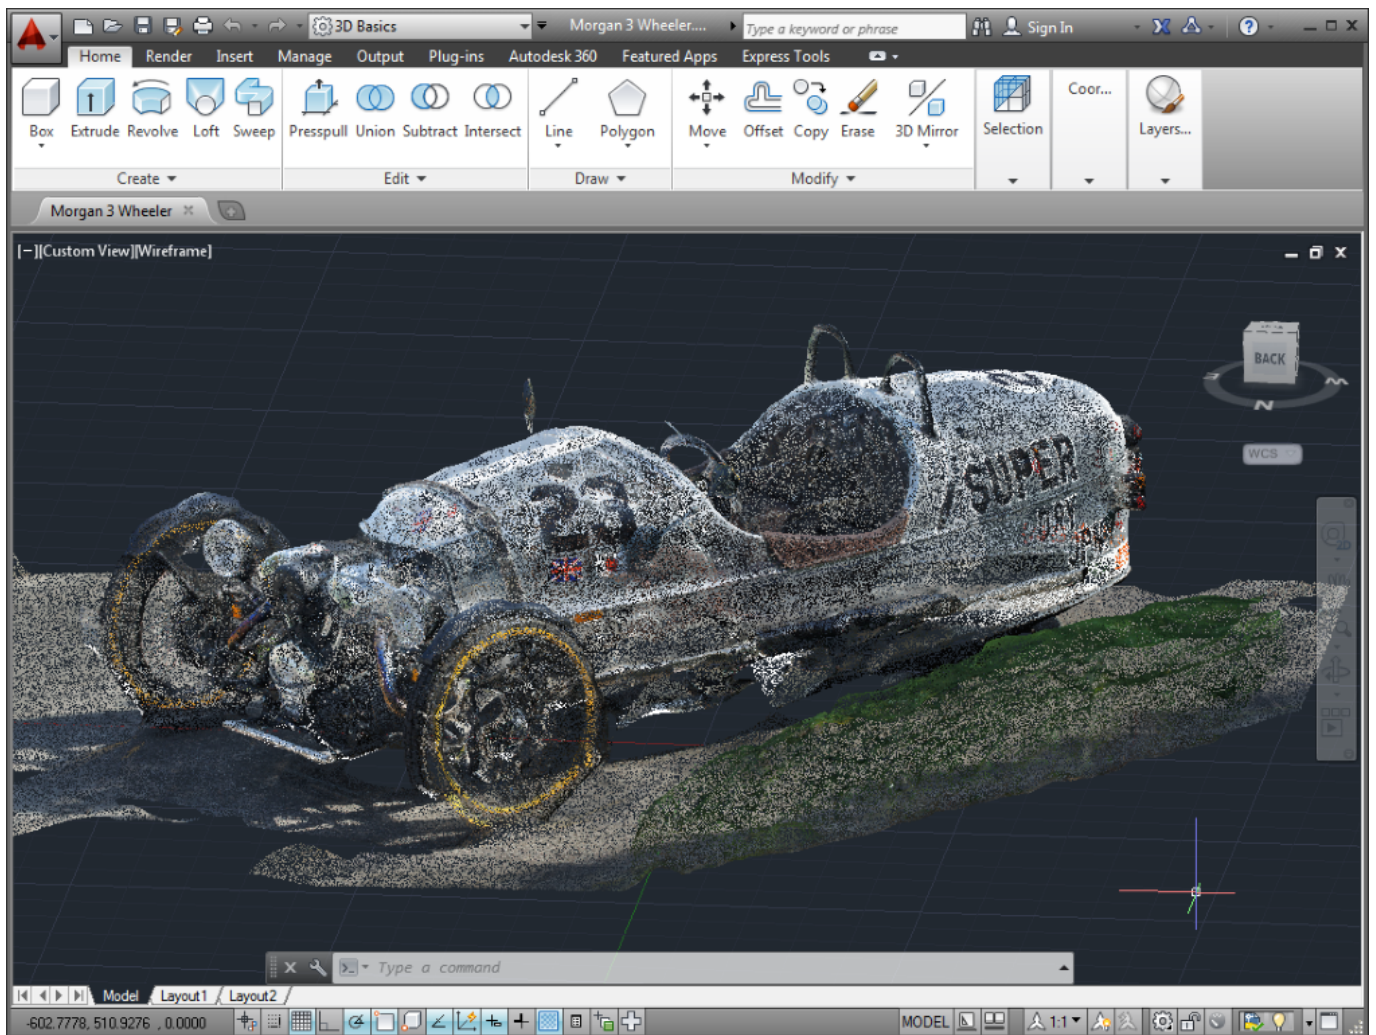 3D Basics
Morgan 3 Wheeler....
Type a keyword or phrase
Sign In
Home Render Insert Manage Output Plug-ins Autodesk 360 Featured Apps Express Tools
Box Extrude Revolve Loft Sweep Presspull Union Subtract Intersect Line Polygon Move Offset Copy Erase 3D Mirror Selection Coor... Layers...
Create Edit Draw Modify
Morgan 3 Wheeler
[−][Custom View][Wireframe]
BACK
N
WCS
SUPER
DRY
23
Type a command
Model Layout1 Layout2
-602.7778, 510.9276 , 0.0000
MODEL
1:1